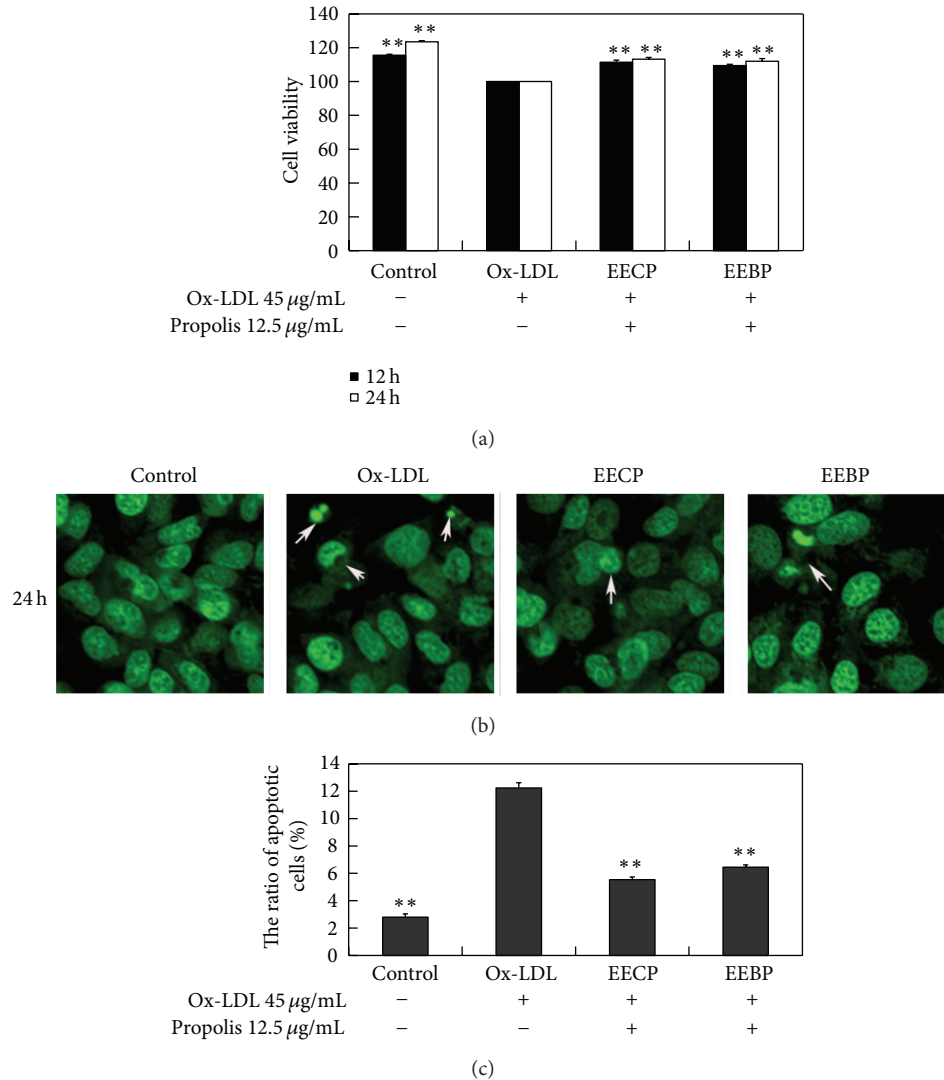 140
120
100
80
60
40
20
0
Cell viability
** ** ** ** ** **
Control Ox-LDL EECP EEBP
Ox-LDL 45 μg/mL − + + +
Propolis 12.5 μg/mL − − + +
12 h
24 h
(a)
Control Ox-LDL EECP EEBP
24 h
(b)
14
12
10
8
6
4
2
0
The ratio of apoptotic
cells (%)
** ** **
Control Ox-LDL EECP EEBP
Ox-LDL 45 μg/mL − + + +
Propolis 12.5 μg/mL − − + +
(c)